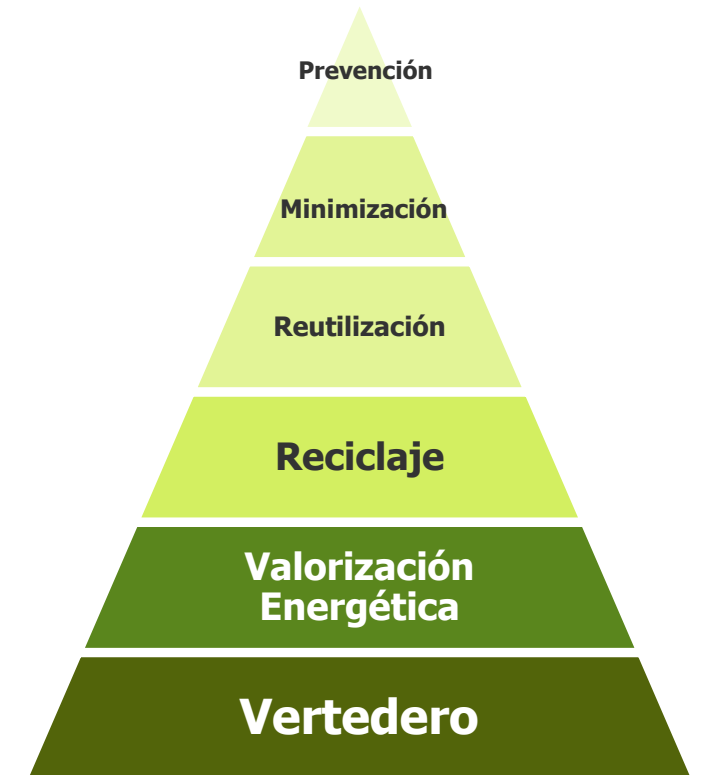 Prevención
Minimización
Reutilización
Reciclaje
Valorización
Energética
Vertedero